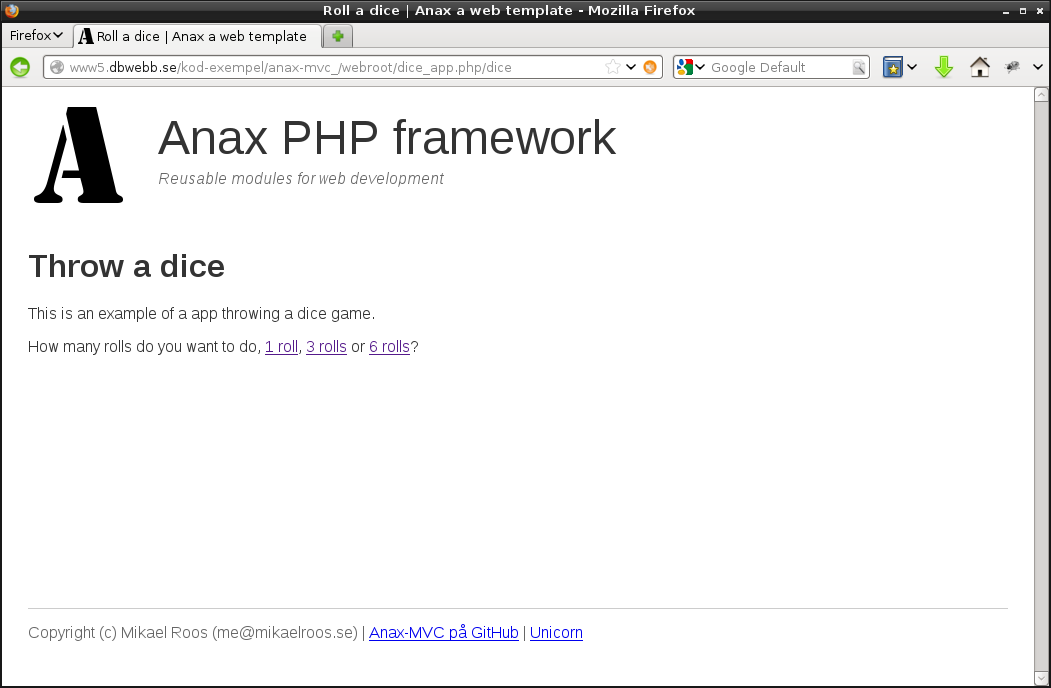 Roll a dice | Anax a web template - Mozilla Firefox
Firefox
Roll a dice | Anax a web template
www5.dbwebb.se/kod-exempel/anax-mvc_/webroot/dice_app.php/dice
Google Default
A
Anax PHP framework
Reusable modules for web development
Throw a dice
This is an example of a app throwing a dice game.
How many rolls do you want to do, 1 roll, 3 rolls or 6 rolls?
Copyright (c) Mikael Roos (me@mikaelroos.se) | Anax-MVC på GitHub | Unicorn